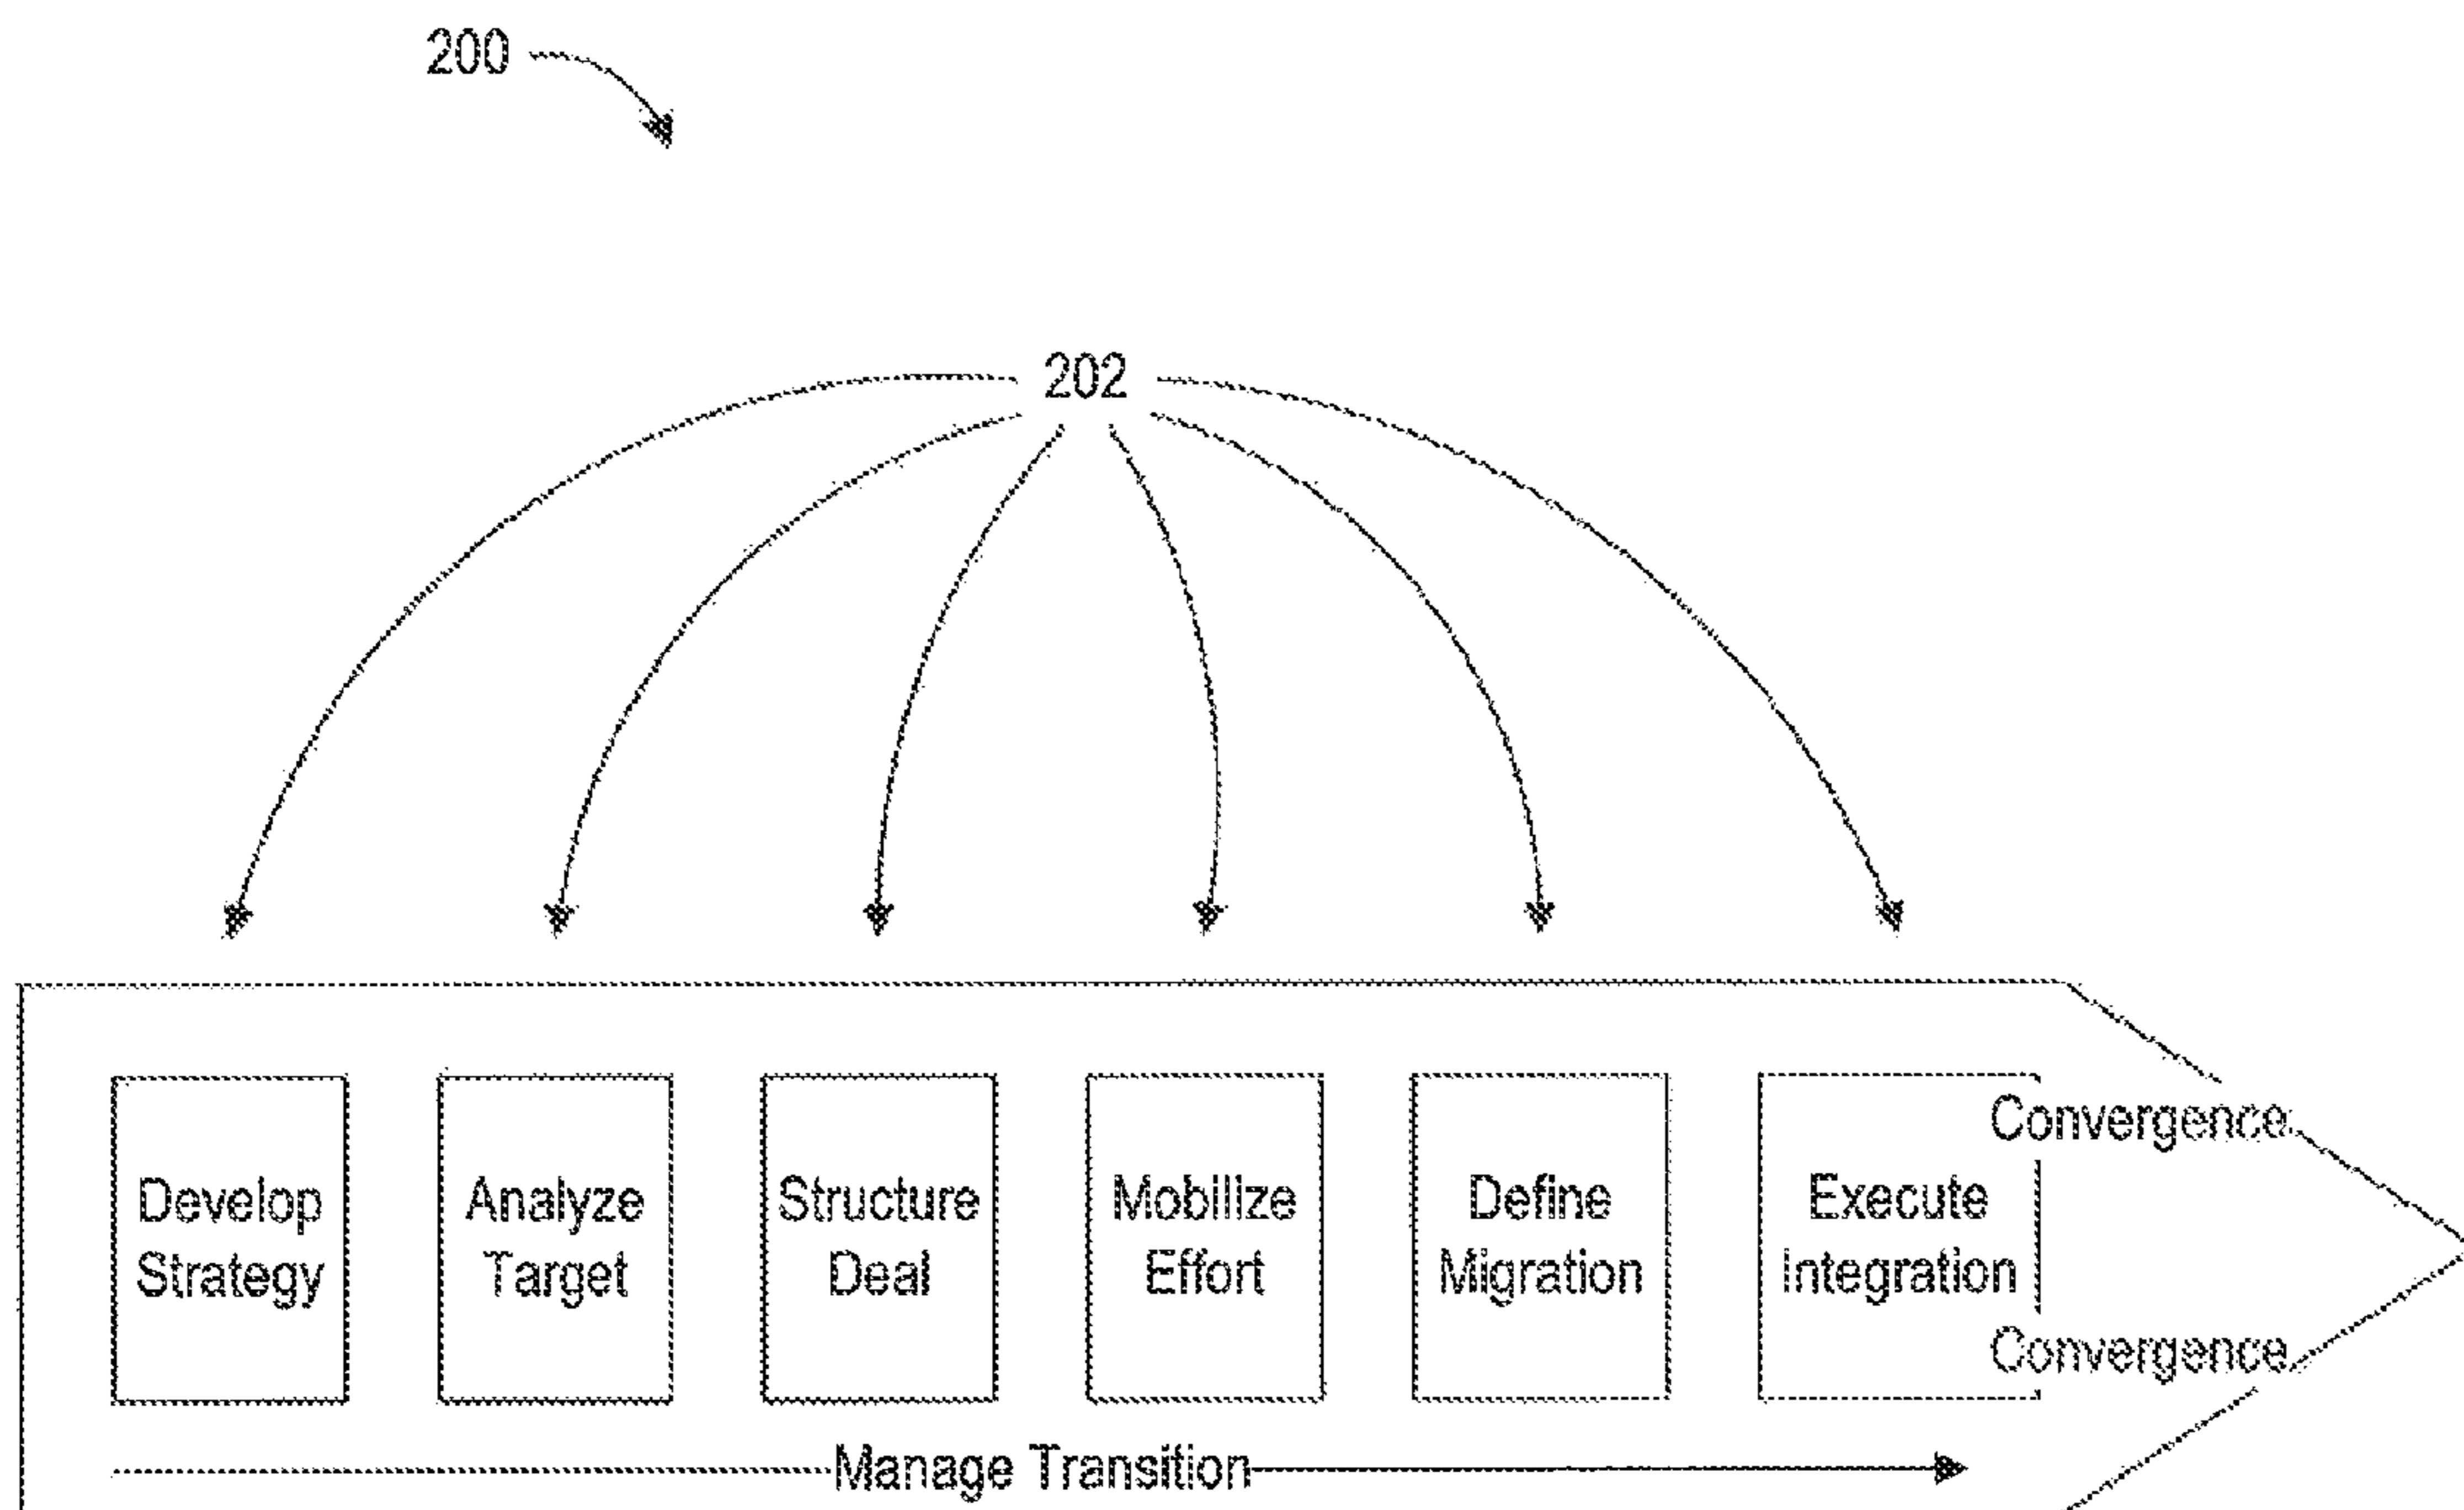 200
202
Convergence
Develop
Strategy
Analyze
Target
Structure
Deal
Mobilize
Effort
Define
Migration
Execute
Integration
Convergence
Manage Transition